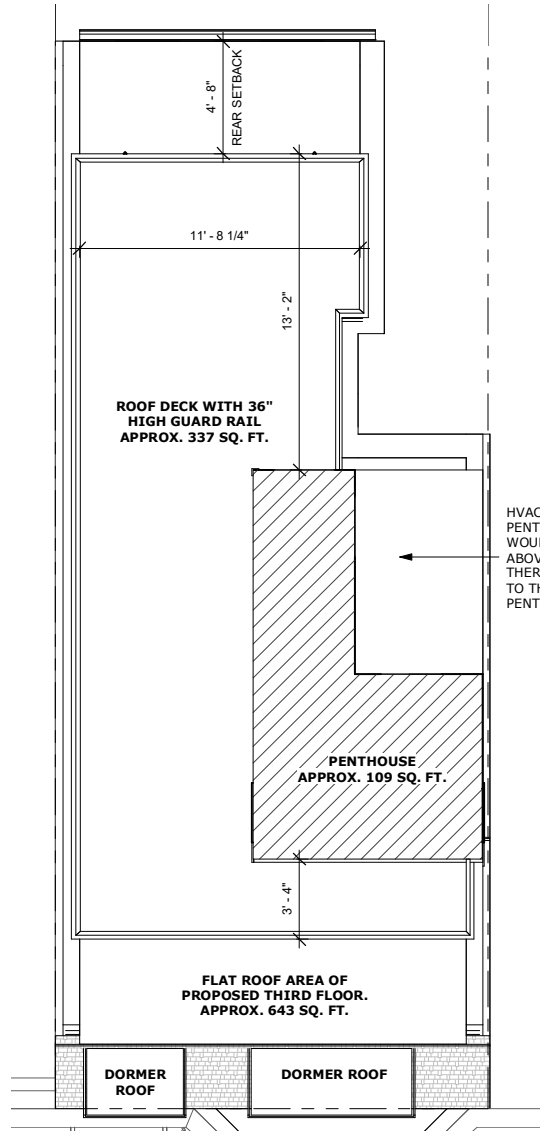 4' - 8"
REAR SETBACK
11' - 8 1/4"
13' - 2"
ROOF DECK WITH 36"
HIGH GUARD RAIL
APPROX. 337 SQ. FT.
HVAC
PENT
WOUL
ABOV
THER
TO TH
PENT
PENTHOUSE
APPROX. 109 SQ. FT.
3' - 4"
FLAT ROOF AREA OF
PROPOSED THIRD FLOOR.
APPROX. 643 SQ. FT.
DORMER
ROOF
DORMER ROOF